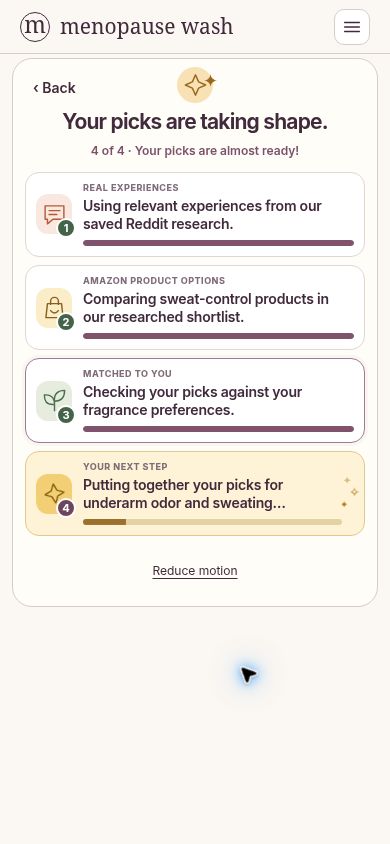 m menopause wash
‹ Back
Your picks are taking shape.
4 of 4 · Your picks are almost ready!
REAL EXPERIENCES
Using relevant experiences from our
saved Reddit research.
1
AMAZON PRODUCT OPTIONS
Comparing sweat-control products in
our researched shortlist.
2
MATCHED TO YOU
Checking your picks against your
fragrance preferences.
3
YOUR NEXT STEP
Putting together your picks for
underarm odor and sweating...
4
Reduce motion